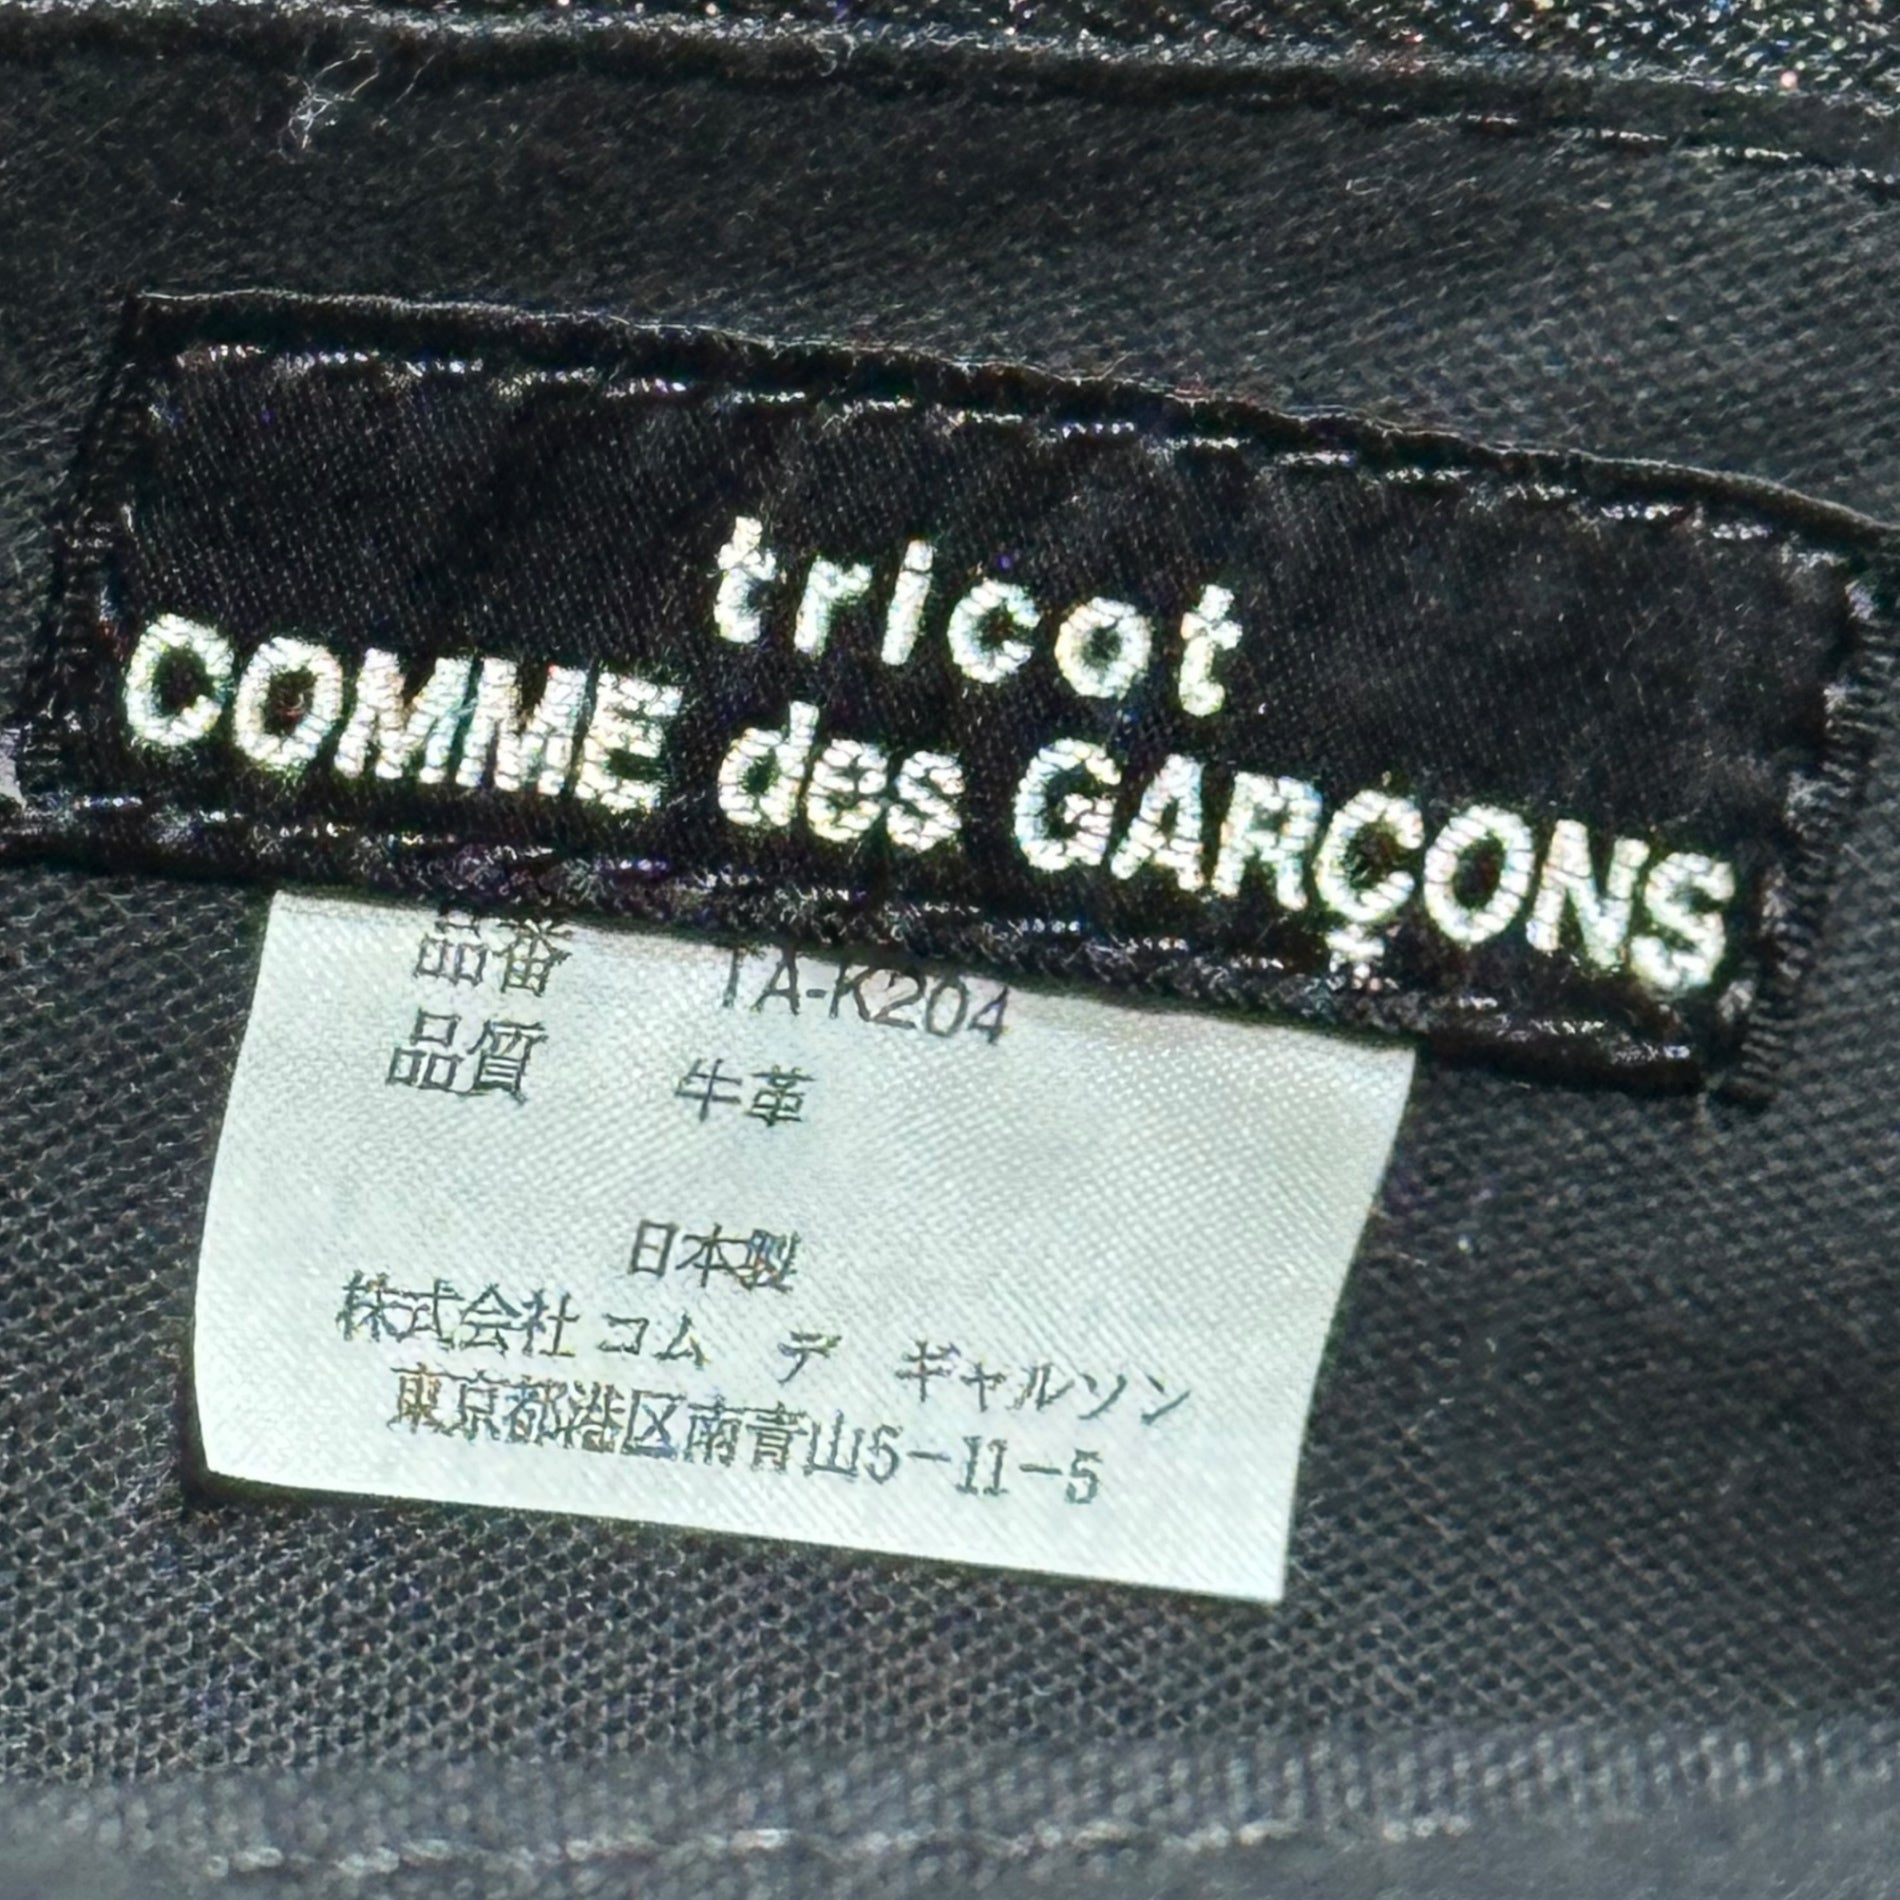 tricot
COMME des GARÇONS
品番 TA-K204
品質 牛革
日本製
株式会社 コム デ ギャルソン
東京都港区南青山5-11-5